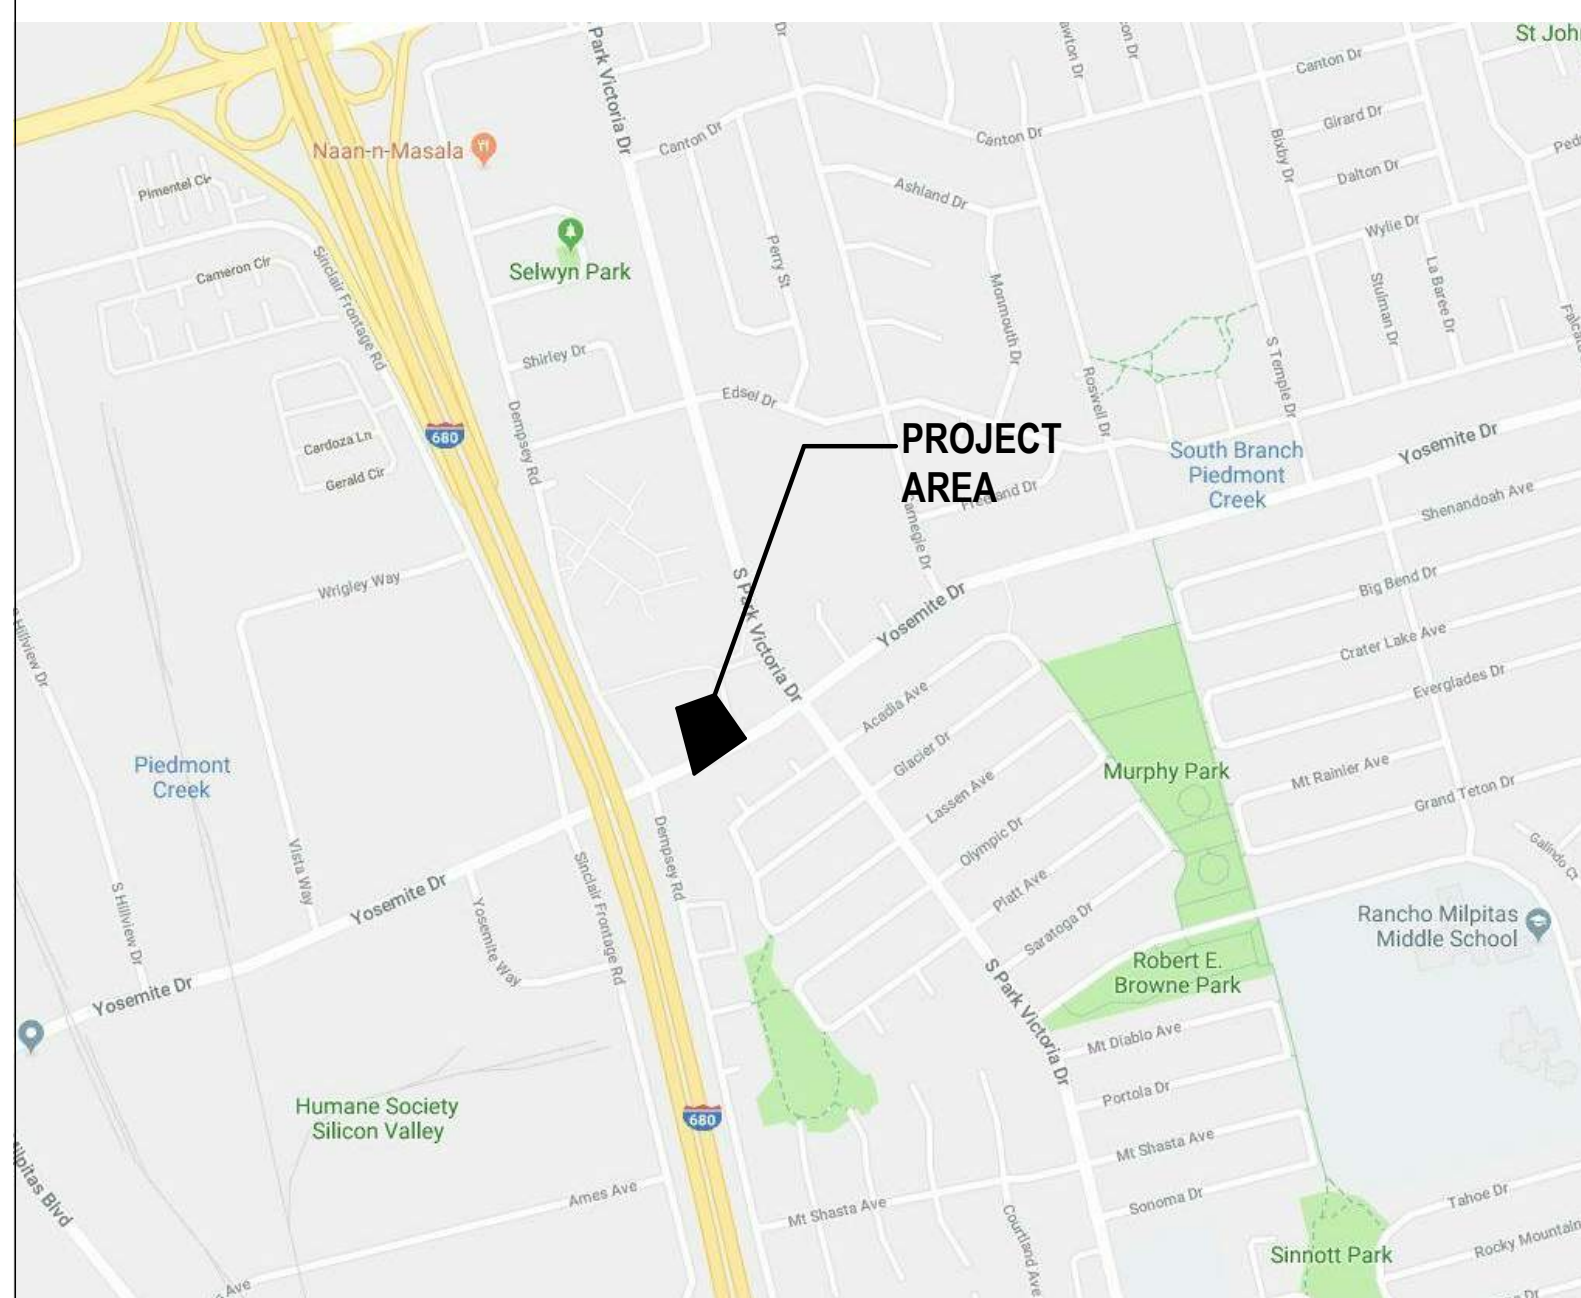 St Joh
Park Victoria Dr
Dr
Canton Dr
Girard Dr
Naan-n-Masala
Canton Dr
Canton Dr
Bixby Dr
Pimentel Cir
Ashland Dr
Dalton Dr
Wylie Dr
Selwyn Park
Perry St
Cameron Cir
Sinclair Frontage Rd
Monmouth Dr
La Baree Dr
Stulman Dr
Shirley Dr
S Temple Dr
Roswell Dr
Edsel Dr
Dempsey Rd
680
Cardoza Ln
Gerald Cir
PROJECT
AREA
South Branch
Piedmont
Creek
Yosemite Dr
Shenandoah Ave
Wrigley Way
S Park Victoria Dr
Yosemite Dr
Big Bend Dr
Crater Lake Ave
Everglades Dr
Acadia Ave
Glacier Dr
Piedmont
Creek
Murphy Park
Mt Rainier Ave
Grand Teton Dr
Lassen Ave
Olympic Dr
Dempsey Rd
Vista Way
S Hillview Dr
Yosemite Dr
Yosemite Way
Sinclair Frontage Rd
Platt Ave
Saratoga Dr
Galindo Ct
Rancho Milpitas
Middle School
Robert E.
Browne Park
S Park Victoria Dr
Yosemite Dr
Mt Diablo Ave
Portola Dr
Humane Society
Silicon Valley
680
Mt Shasta Ave
Ames Ave
Mt Shasta Ave
Sonoma Dr
Courtland Ave
Tahoe Dr
Rocky Mountain
Sinnott Park
Ave
Dr